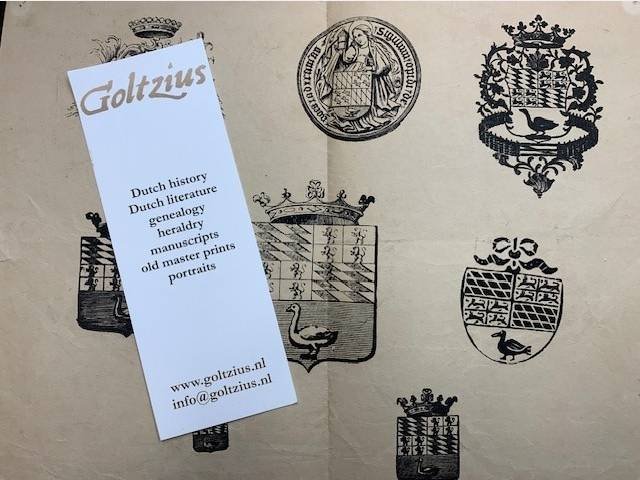 Goltzius
Dutch history
Dutch literature
genealogy
heraldry
manuscripts
old master prints
portraits
www.goltzius.nl
info@goltzius.nl